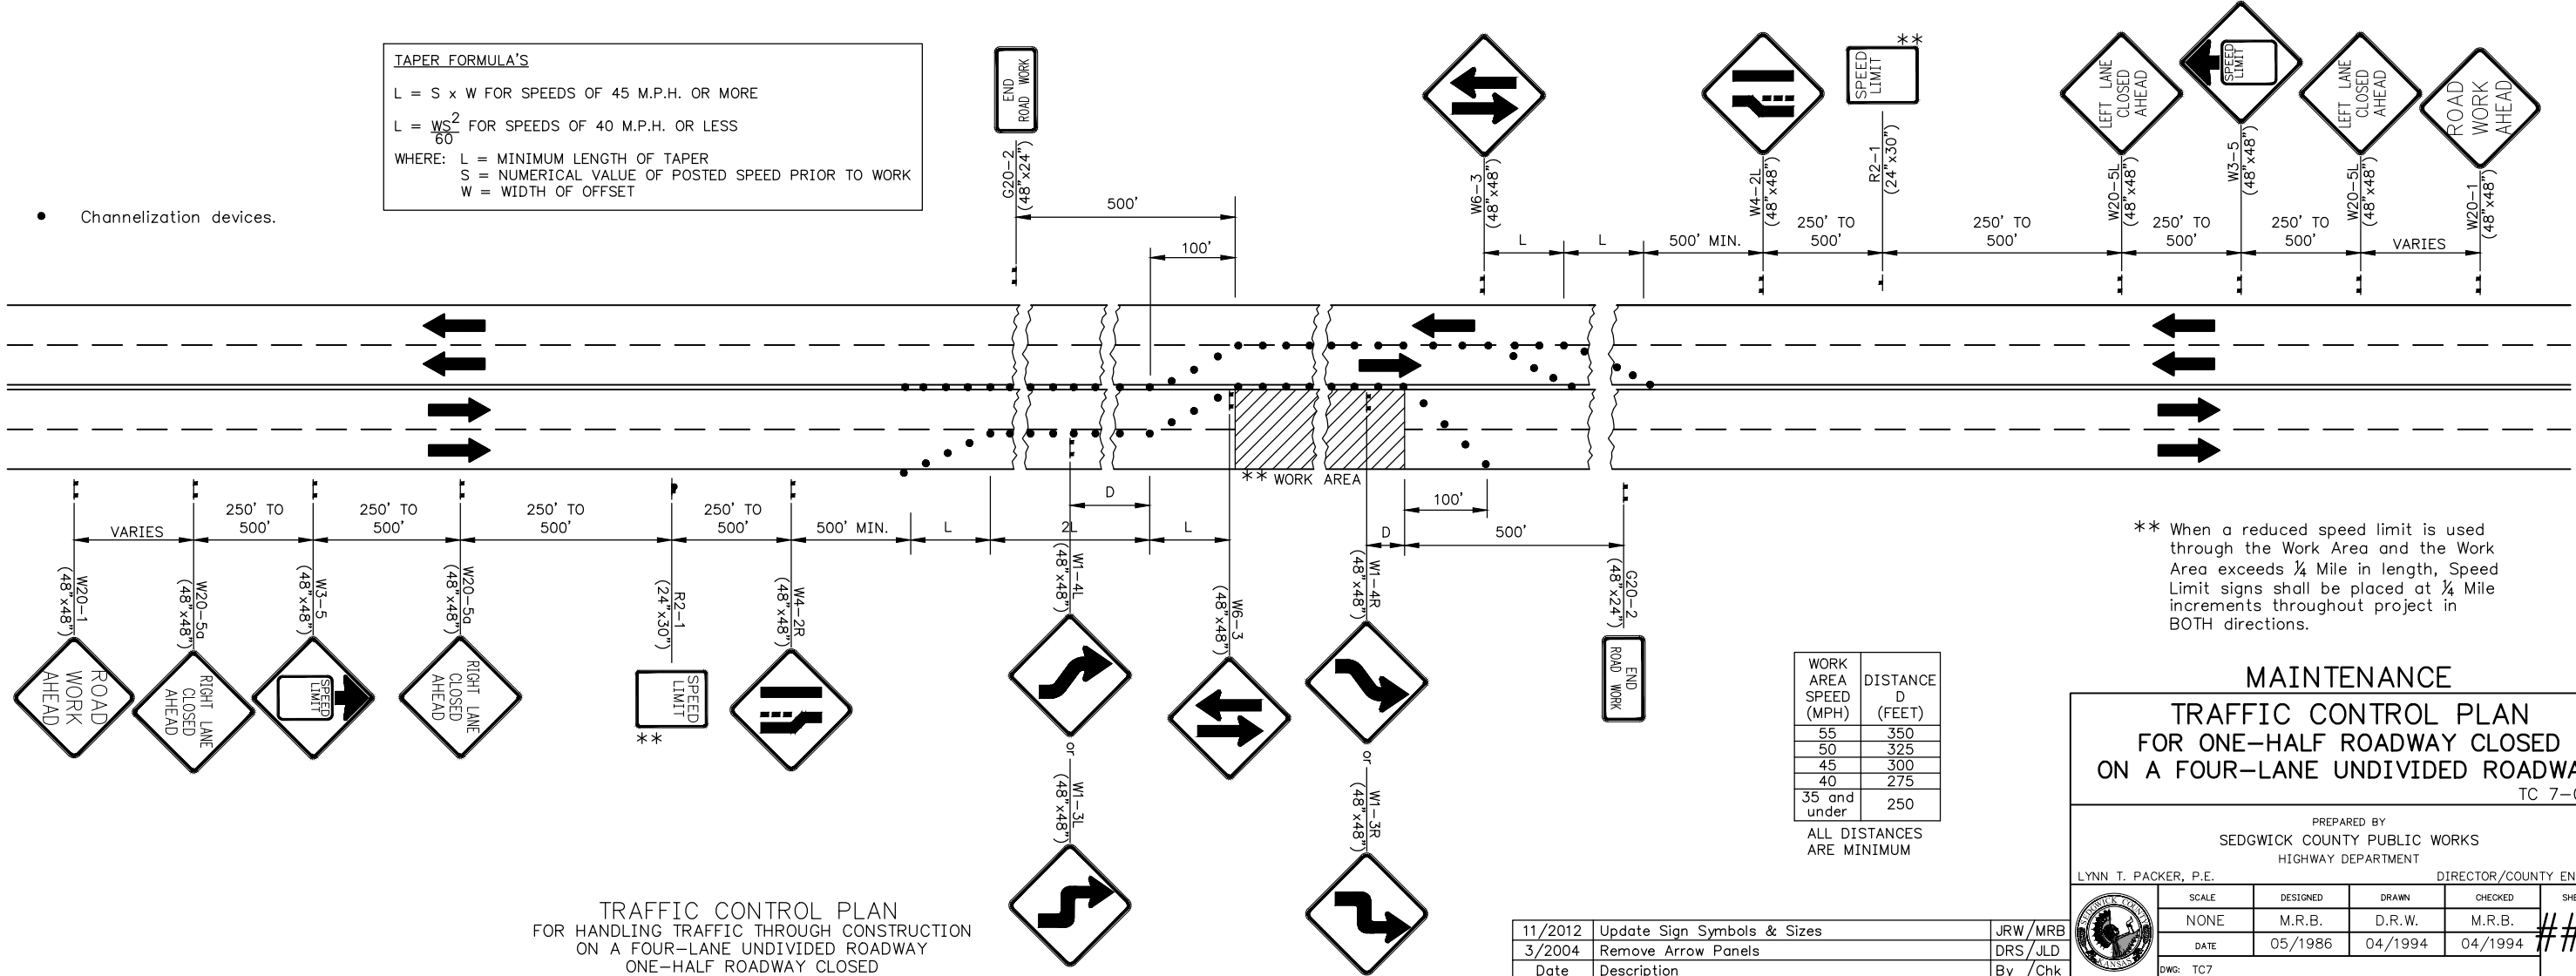 TAPER FORMULA'S
L = S x W FOR SPEEDS OF 45 M.P.H. OR MORE
L = WS2/60 FOR SPEEDS OF 40 M.P.H. OR LESS
WHERE: L = MINIMUM LENGTH OF TAPER
S = NUMERICAL VALUE OF POSTED SPEED PRIOR TO WORK
W = WIDTH OF OFFSET
• Channelization devices.
END
ROAD WORK
G20-2
(48"x24")
500'
100'
W6-3
(48"x48")
W4-2L
(48"x48")
**
SPEED
LIMIT
R2-1
(24"x30")
LEFT LANE
CLOSED
AHEAD
W20-5L
(48"x48")
SPEED
LIMIT
W3-5
(48"x48")
LEFT LANE
CLOSED
AHEAD
W20-5L
(48"x48")
ROAD
WORK
AHEAD
W20-1
(48"x48")
L
L
500' MIN.
250' TO
500'
250' TO
500'
250' TO
500'
250' TO
500'
VARIES
** WORK AREA
VARIES
250' TO
500'
250' TO
500'
250' TO
500'
250' TO
500'
500' MIN.
L
2L
L
D
D
100'
500'
W20-1
(48"x48")
ROAD
WORK
AHEAD
W20-5a
(48"x48")
RIGHT LANE
CLOSED
AHEAD
W3-5
(48"x48")
SPEED
LIMIT
W20-5a
(48"x48")
RIGHT LANE
CLOSED
AHEAD
R2-1
(24"x30")
SPEED
LIMIT
**
W4-2R
(48"x48")
W1-4L
(48"x48")
or
W1-3L
(48"x48")
W6-3
(48"x48")
W1-4R
(48"x48")
or
W1-3R
(48"x48")
G20-2
(48"x24")
END
ROAD WORK
** When a reduced speed limit is used
through the Work Area and the Work
Area exceeds ¼ Mile in length, Speed
Limit signs shall be placed at ¼ Mile
increments throughout project in
BOTH directions.
WORK
AREA
SPEED
(MPH)
DISTANCE
D
(FEET)
55 350
50 325
45 300
40 275
35 and
under 250
ALL DISTANCES
ARE MINIMUM
TRAFFIC CONTROL PLAN
FOR HANDLING TRAFFIC THROUGH CONSTRUCTION
ON A FOUR-LANE UNDIVIDED ROADWAY
ONE-HALF ROADWAY CLOSED
11/2012 Update Sign Symbols & Sizes JRW/MRB
3/2004 Remove Arrow Panels DRS/JLD
Date Description By /Chk
MAINTENANCE
TRAFFIC CONTROL PLAN
FOR ONE-HALF ROADWAY CLOSED
ON A FOUR-LANE UNDIVIDED ROADWA
TC 7-
PREPARED BY
SEDGWICK COUNTY PUBLIC WORKS
HIGHWAY DEPARTMENT
LYNN T. PACKER, P.E. DIRECTOR/COUNTY EN
SEDGWICK COUNTY
KANSAS
SCALE DESIGNED DRAWN CHECKED SHE
NONE M.R.B. D.R.W. M.R.B. ##
DATE 05/1986 04/1994 04/1994
DWG: TC7